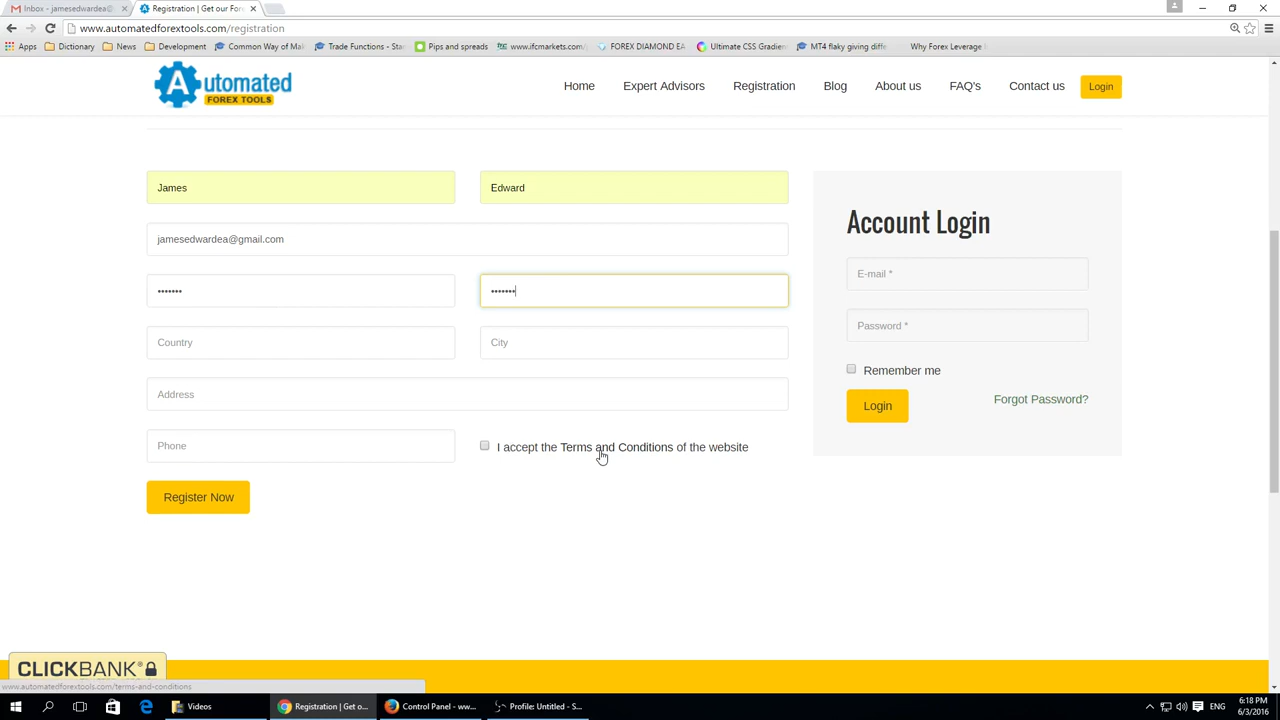 Inbox - jamesedwardea@
Registration | Get our For
www.automatedforextools.com/registration
Apps
Dictionary
News
Development
Common Way of Ma
Trade Functions - Sta
Pips and spreads
www.ifcmarkets.com/
FOREX DIAMOND EA
Ultimate CSS Gradien
MT4 flaky giving diffe
Why Forex Leverage
Automated
FOREX TOOLS
Home
Expert Advisors
Registration
Blog
About us
FAQ's
Contact us
Login
James
Edward
jamesedwardea@gmail.com
•••••••
•••••••
Country
City
Address
Phone
I accept the Terms and Conditions of the website
Register Now
Account Login
E-mail *
Password *
Remember me
Login
Forgot Password?
CLICKBANK®
www.automatedforextools.com/terms-and-conditions
Videos
Registration | Get o...
Control Panel - ww...
Profile: Untitled - S...
ENG
6:18 PM
6/3/2016